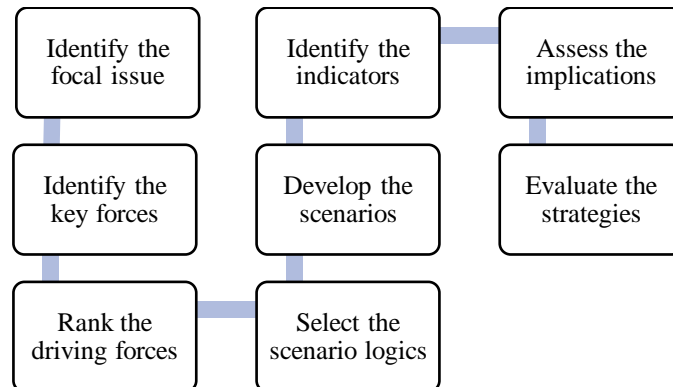 Identify the
focal issue
Identify the
key forces
Rank the
driving forces
Select the
scenario logics
Develop the
scenarios
Identify the
indicators
Assess the
implications
Evaluate the
strategies